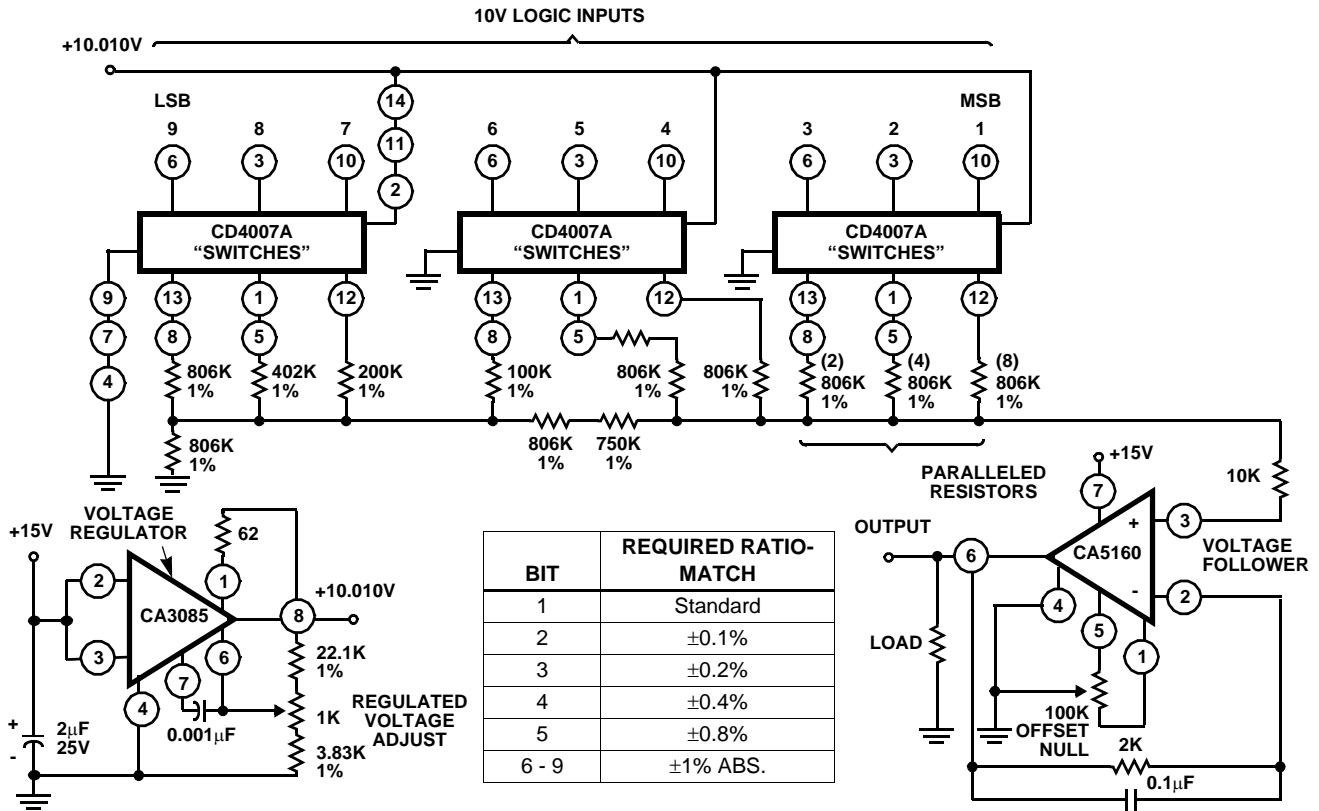 10V LOGIC INPUTS
+10.010V
LSB
MSB
9 8 7 6 5 4 3 2 1
14
11
2
6 3 10 6 3 10 6 3 10
CD4007A
“SWITCHES”
CD4007A
“SWITCHES”
CD4007A
“SWITCHES”
9
7
4
13 1 12
8 5
13 1 12
8 5
13 1 12
8 5
806K
1%
402K
1%
200K
1%
100K
1%
806K
1%
806K
1%
(2)
806K
1%
(4)
806K
1%
(8)
806K
1%
806K
1%
806K
1%
750K
1%
PARALLELED
RESISTORS
10K
+15V
VOLTAGE
REGULATOR
62
2
3
CA3085
1
8
+10.010V
6
7
4
22.1K
1%
1K
REGULATED
VOLTAGE
ADJUST
3.83K
1%
0.001µF
+
-
2µF
25V
BIT REQUIRED RATIO-
MATCH
1 Standard
2 ±0.1%
3 ±0.2%
4 ±0.4%
5 ±0.8%
6 - 9 ±1% ABS.
+15V
7
OUTPUT
6
+
-
CA5160
3
2
VOLTAGE
FOLLOWER
4
5
1
LOAD
100K
OFFSET
NULL
2K
0.1µF